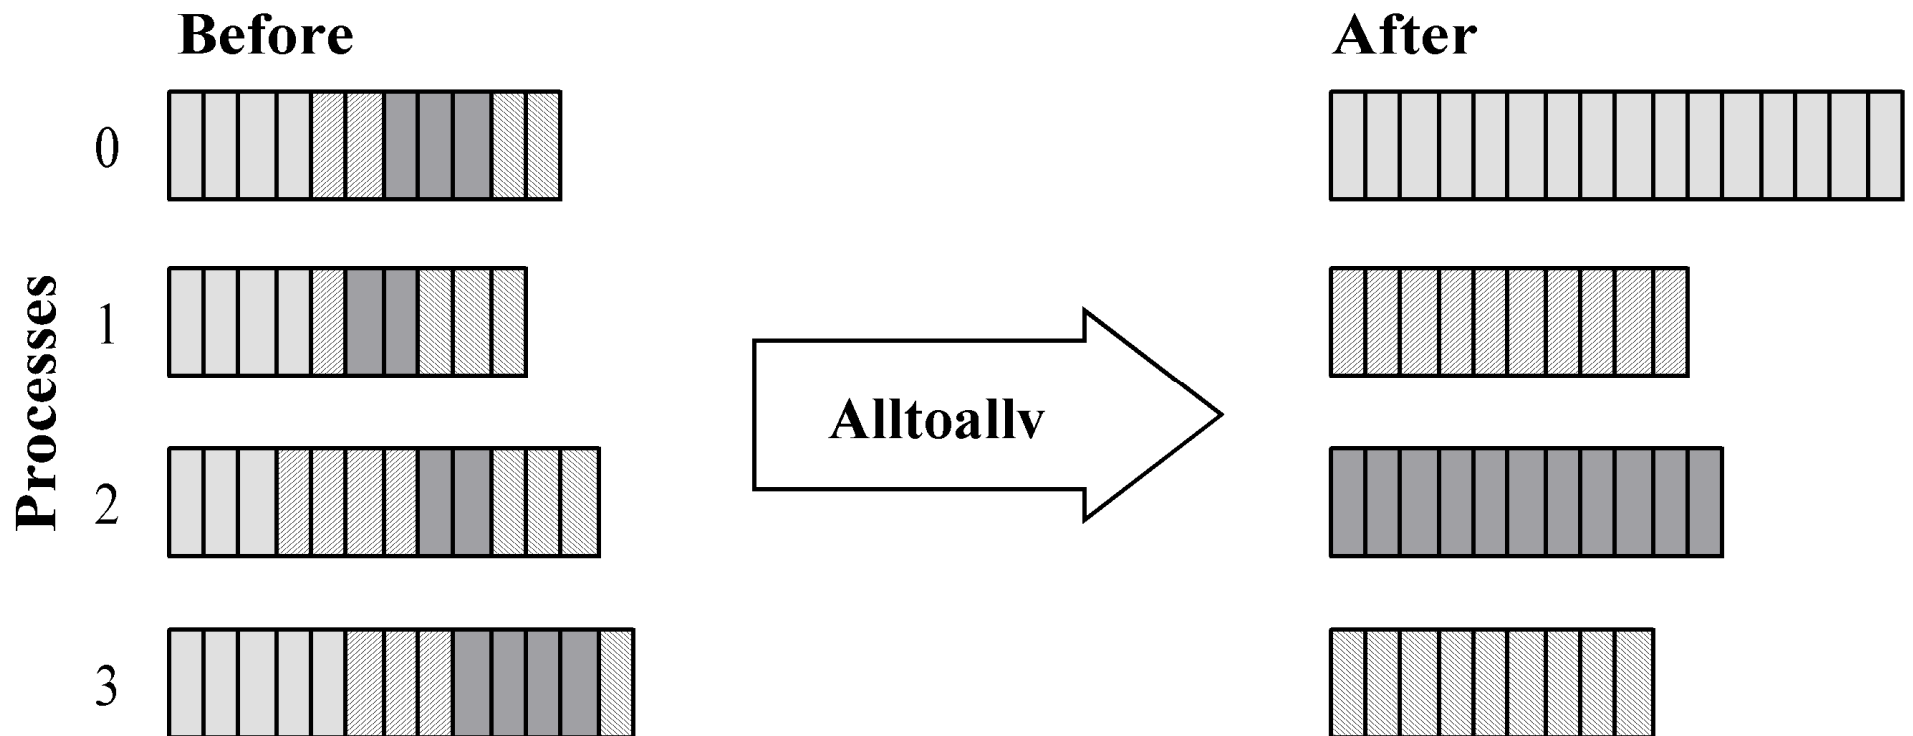 Before
After
Processes
0
1
2
3
Alltoallv